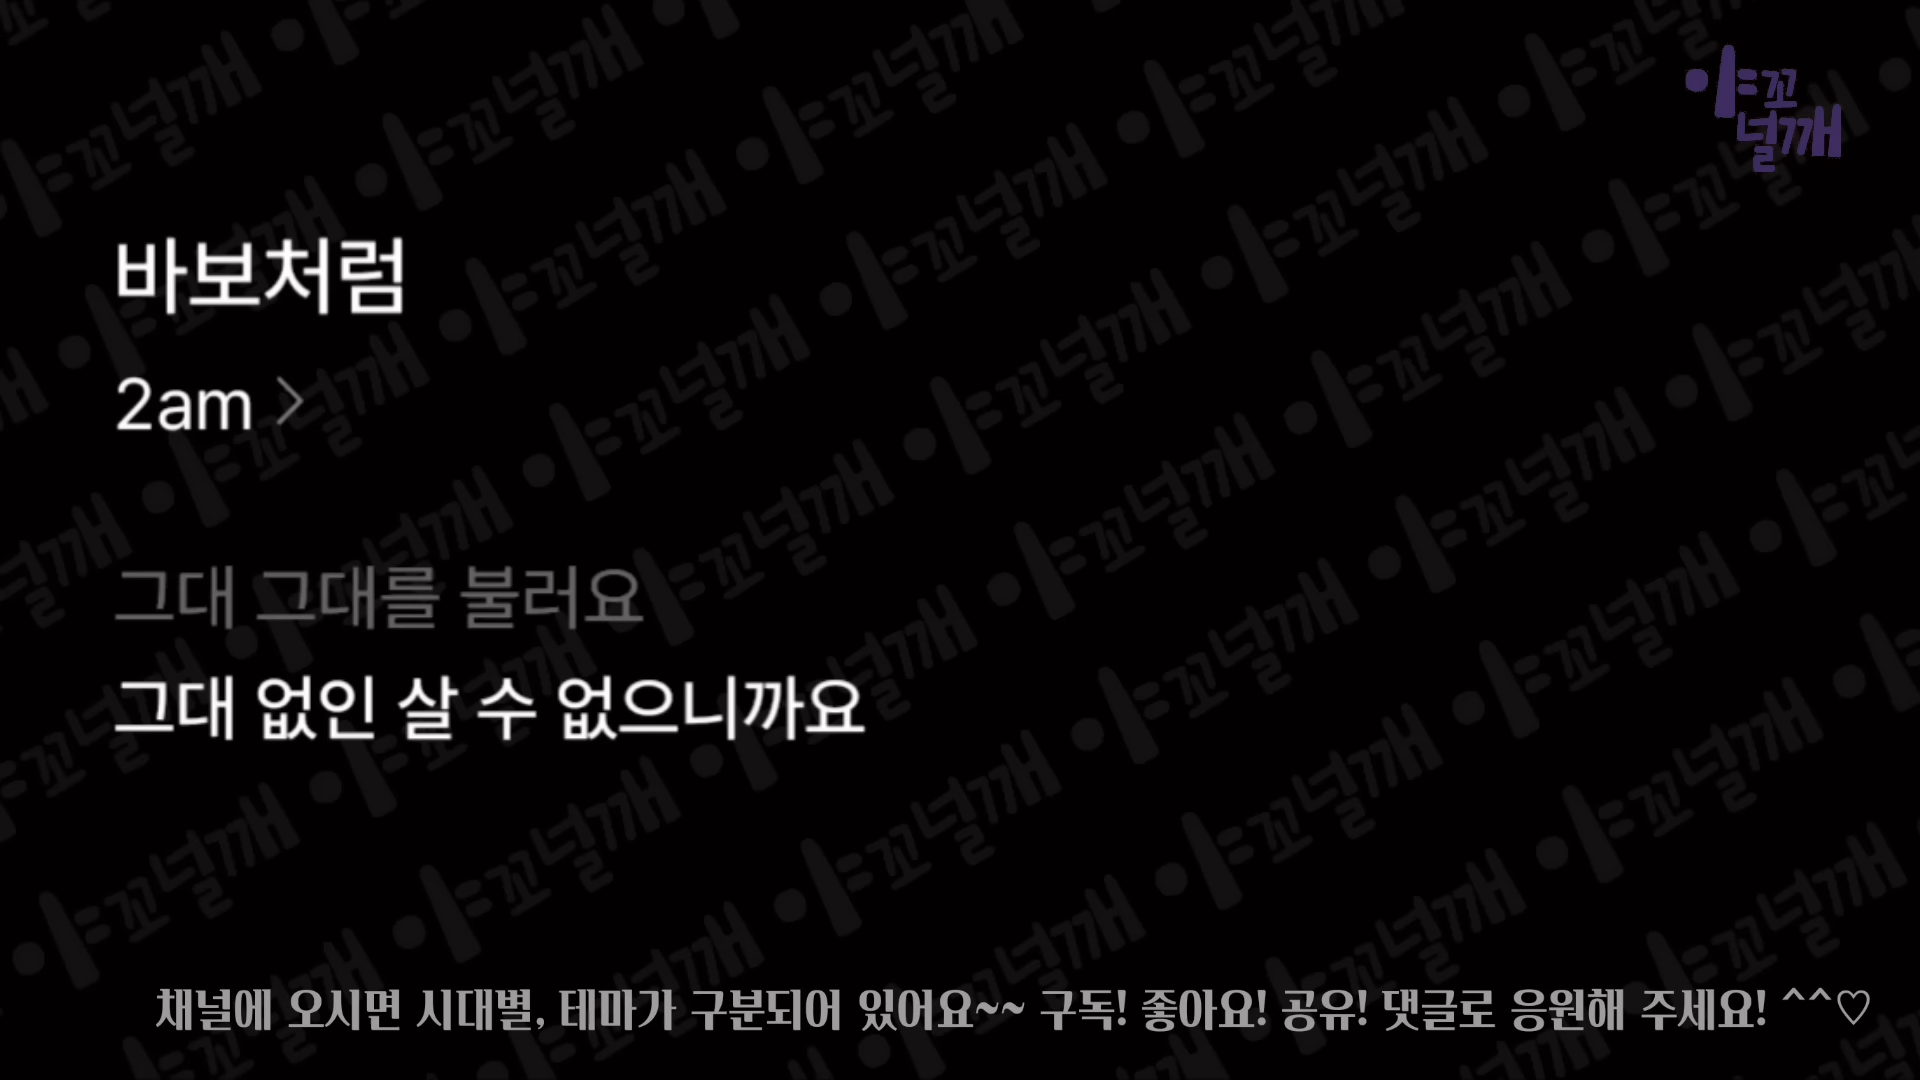 야꼬
널깨
바보처럼
2am >
그대 그대를 불러요
그대 없인 살 수 없으니까요
채널에 오시면 시대별, 테마가 구분되어 있어요~~ 구독! 좋아요! 공유! 댓글로 응원해 주세요! ^^♡